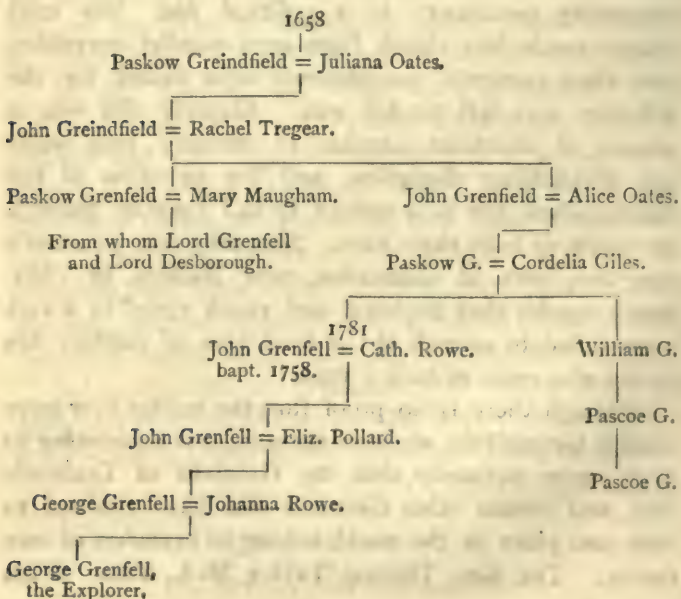 1658
Paskow Greindfield = Juliana Oates.
John Greindfield = Rachel Tregear.
Paskow Grenfeld = Mary Maugham.
John Grenfield = Alice Oates.
From whom Lord Grenfell
and Lord Desborough.
Paskow G. = Cordelia Giles.
1781
John Grenfell = Cath. Rowe.
William G.
bapt. 1758.
Pascoe G.
John Grenfell = Eliz. Pollard.
Pascoe G.
George Grenfell = Johanna Rowe.
George Grenfell,
the Explorer,